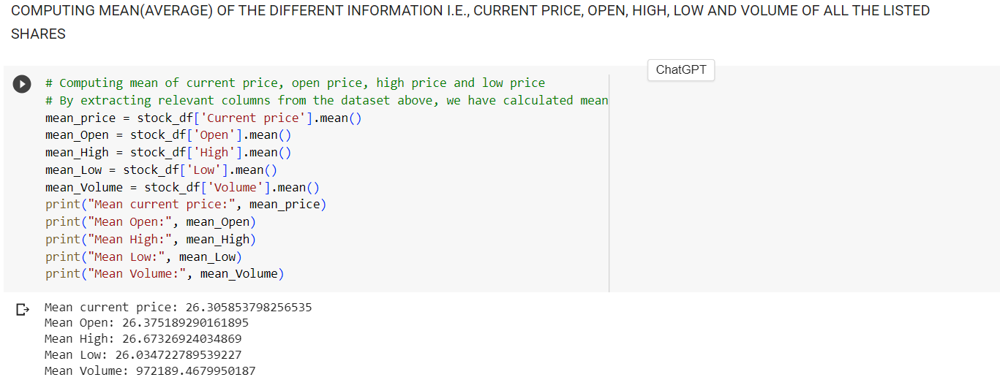 COMPUTING MEAN(AVERAGE) OF THE DIFFERENT INFORMATION I.E., CURRENT PRICE, OPEN, HIGH, LOW AND VOLUME OF ALL THE LISTED
SHARES
ChatGPT
# Computing mean of current price, open price, high price and low price
# By extracting relevant columns from the dataset above, we have calculated mean
mean_price = stock_df['Current price'].mean()
mean_Open = stock_df['Open'].mean()
mean_High = stock_df['High'].mean()
mean_Low = stock_df['Low'].mean()
mean_Volume = stock_df['Volume'].mean()
print("Mean current price:", mean_price)
print("Mean Open:", mean_Open)
print("Mean High:", mean_High)
print("Mean Low:", mean_Low)
print("Mean Volume:", mean_Volume)
Mean current price: 26.305853798256535
Mean Open: 26.375189290161895
Mean High: 26.67326924034869
Mean Low: 26.034722789539227
Mean Volume: 972189.4679950187